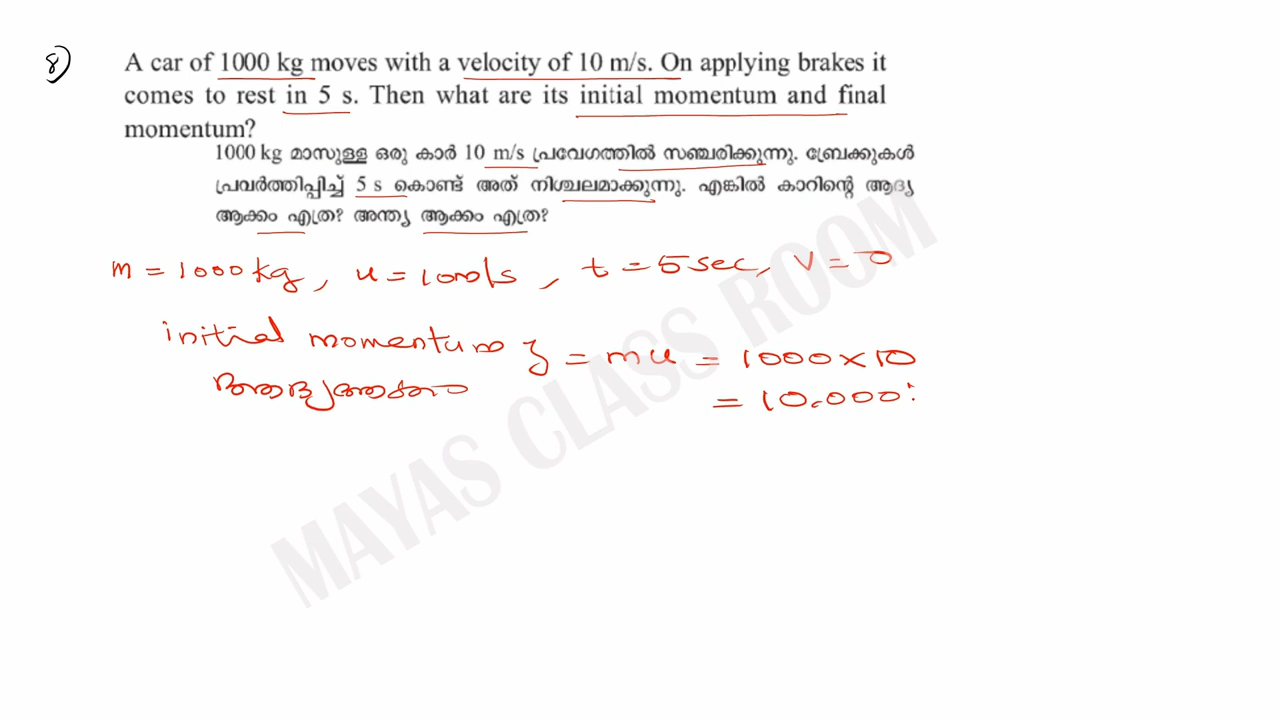 8)
A car of 1000 kg moves with a velocity of 10 m/s. On applying brakes it
comes to rest in 5 s. Then what are its initial momentum and final
momentum?
1000 kg മാസുള്ള ഒരു കാർ 10 m/s പ്രവേഗത്തിൽ സഞ്ചരിക്കുന്നു. ബ്രേക്കുകൾ
പ്രവർത്തിപ്പിച്ച് 5 s കൊണ്ട് അത് നിശ്ചലമാക്കുന്നു. എങ്കിൽ കാറിന്റെ ആദ്യ
ആക്കം എത്ര? അന്ത്യ ആക്കം എത്ര?
m = 1000 kg, u = 10 m/s, t = 5 sec, v = 0
initial momentum } = mu = 1000 × 10
ആദ്യആക്കം = 10,000
MAYAS CLASS ROOM